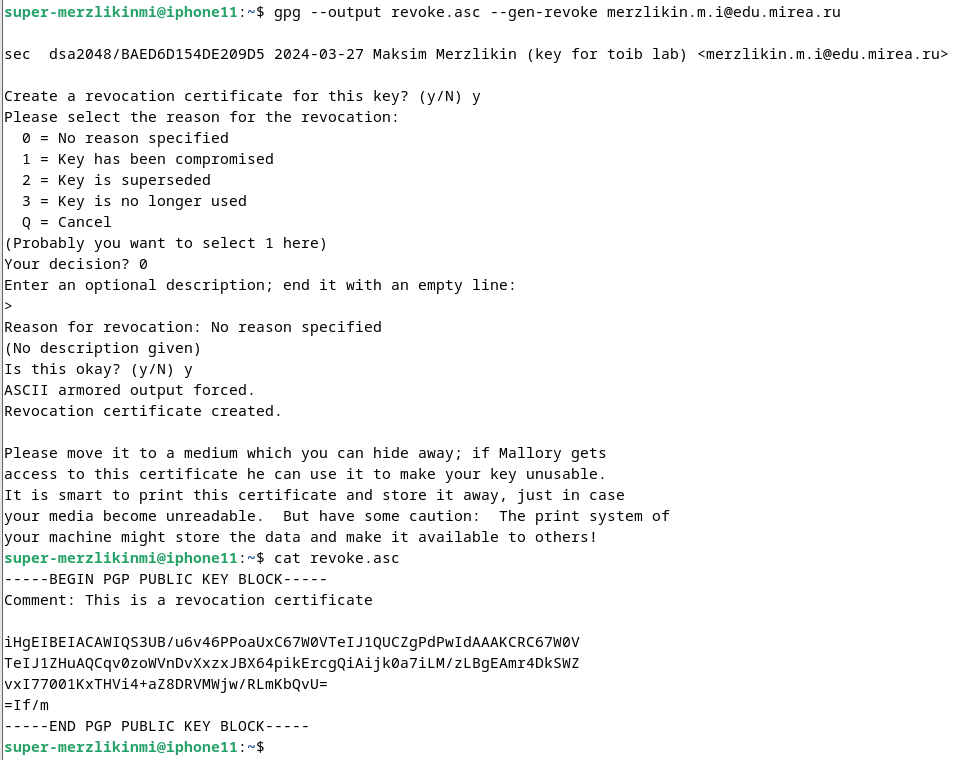 super-merzlikinmi@iphone11:~$ gpg --output revoke.asc --gen-revoke merzlikin.m.i@edu.mirea.ru

sec  dsa2048/BAED6D154DE209D5 2024-03-27 Maksim Merzlikin (key for toib lab) <merzlikin.m.i@edu.mirea.ru>

Create a revocation certificate for this key? (y/N) y
Please select the reason for the revocation:
  0 = No reason specified
  1 = Key has been compromised
  2 = Key is superseded
  3 = Key is no longer used
  Q = Cancel
(Probably you want to select 1 here)
Your decision? 0
Enter an optional description; end it with an empty line:
>
Reason for revocation: No reason specified
(No description given)
Is this okay? (y/N) y
ASCII armored output forced.
Revocation certificate created.

Please move it to a medium which you can hide away; if Mallory gets
access to this certificate he can use it to make your key unusable.
It is smart to print this certificate and store it away, just in case
your media become unreadable.  But have some caution:  The print system of
your machine might store the data and make it available to others!
super-merzlikinmi@iphone11:~$ cat revoke.asc
-----BEGIN PGP PUBLIC KEY BLOCK-----
Comment: This is a revocation certificate

iHgEIBEIACAWIQS3UB/u6v46PPoaUxC67W0VTeIJ1QUCZgPdPwIdAAAKCRC67W0V
TeIJ1ZHuAQCqv0zoWVnDvXxzxJBX64pikErcgQiAijk0a7iLM/zLBgEAmr4DkSWZ
vxI77001KxTHVi4+aZ8DRVMWjw/RLmKbQvU=
=If/m
-----END PGP PUBLIC KEY BLOCK-----
super-merzlikinmi@iphone11:~$